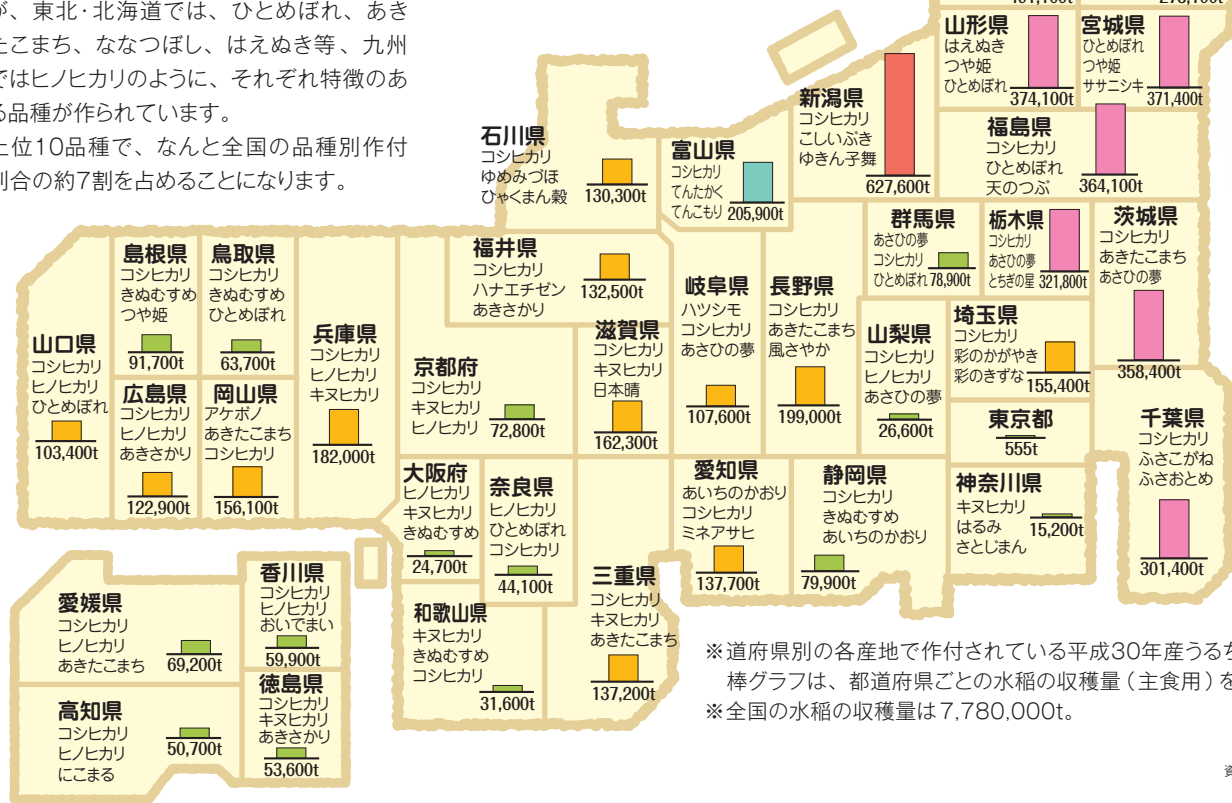 が、東北・北海道では、ひとめぼれ、あき
たこまち、ななつぼし、はえぬき等、九州
ではヒノヒカリのように、それぞれ特徴のあ
る品種が作られています。
上位10品種で、なんと全国の品種別作付
割合の約7割を占めることになります。
山形県
はえぬき
つや姫
ひとめぼれ
374,100t
宮城県
ひとめぼれ
つや姫
ササニシキ
371,400t
新潟県
コシヒカリ
こしいぶき
ゆきん子舞
627,600t
福島県
コシヒカリ
ひとめぼれ
天のつぶ
364,100t
石川県
コシヒカリ
ゆめみづほ
ひゃくまん穀
130,300t
富山県
コシヒカリ
てんたかく
てんこもり
205,900t
群馬県
あさひの夢
コシヒカリ
ひとめぼれ
78,900t
栃木県
コシヒカリ
あさひの夢
とちぎの星
321,800t
茨城県
コシヒカリ
あきたこまち
あさひの夢
358,400t
島根県
コシヒカリ
きぬむすめ
つや姫
91,700t
鳥取県
コシヒカリ
きぬむすめ
ひとめぼれ
63,700t
福井県
コシヒカリ
ハナエチゼン
あきさかり
132,500t
岐阜県
ハツシモ
コシヒカリ
あさひの夢
107,600t
長野県
コシヒカリ
あきたこまち
風さやか
199,000t
山梨県
コシヒカリ
ヒノヒカリ
あさひの夢
26,600t
埼玉県
コシヒカリ
彩のかがやき
彩のきずな
155,400t
山口県
コシヒカリ
ヒノヒカリ
ひとめぼれ
103,400t
広島県
コシヒカリ
ヒノヒカリ
あきさかり
122,900t
岡山県
アケボノ
あきたこまち
コシヒカリ
156,100t
兵庫県
コシヒカリ
ヒノヒカリ
キヌヒカリ
182,000t
京都府
コシヒカリ
キヌヒカリ
ヒノヒカリ
72,800t
滋賀県
コシヒカリ
キヌヒカリ
日本晴
162,300t
東京都
555t
千葉県
コシヒカリ
ふさこがね
ふさおとめ
301,400t
大阪府
ヒノヒカリ
キヌヒカリ
きぬむすめ
24,700t
奈良県
ヒノヒカリ
ひとめぼれ
コシヒカリ
44,100t
愛知県
あいちのかおり
コシヒカリ
ミネアサヒ
137,700t
静岡県
コシヒカリ
きぬむすめ
あいちのかおり
79,900t
神奈川県
キヌヒカリ
はるみ
さとじまん
15,200t
和歌山県
キヌヒカリ
きぬむすめ
コシヒカリ
31,600t
三重県
コシヒカリ
キヌヒカリ
あきたこまち
137,200t
愛媛県
コシヒカリ
ヒノヒカリ
あきたこまち
69,200t
香川県
コシヒカリ
ヒノヒカリ
おいでまい
59,900t
高知県
コシヒカリ
ヒノヒカリ
にこまる
50,700t
徳島県
コシヒカリ
キヌヒカリ
あきさかり
53,600t
※道府県別の各産地で作付されている平成30年産うるち
棒グラフは、都道府県ごとの水稲の収穫量(主食用)を
※全国の水稲の収穫量は7,780,000t。